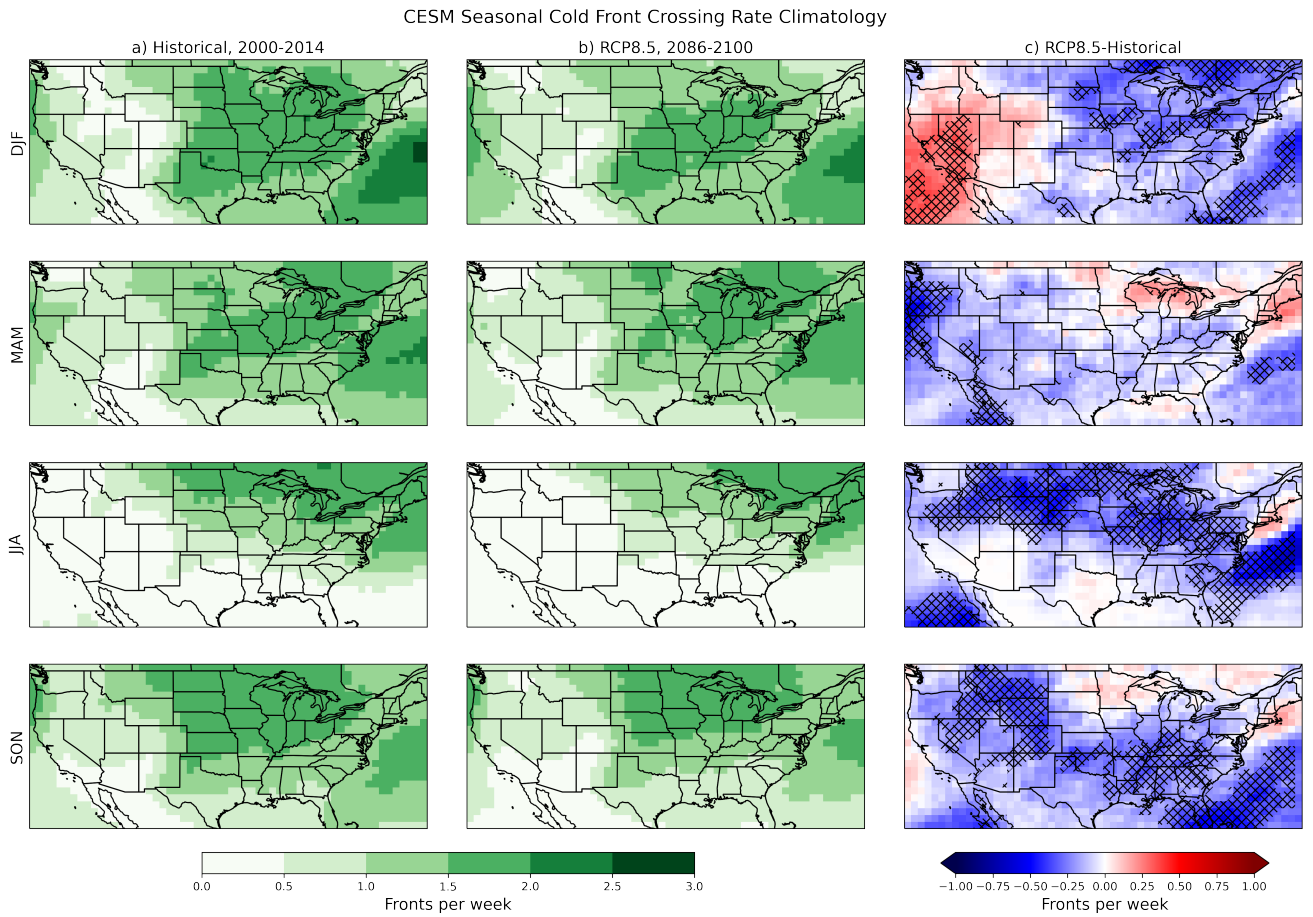 CESM Seasonal Cold Front Crossing Rate Climatology
a) Historical, 2000-2014
b) RCP8.5, 2086-2100
c) RCP8.5-Historical
DJF
MAM
JJA
SON
0.0 0.5 1.0 1.5 2.0 2.5 3.0
Fronts per week
−1.00 −0.75 −0.50 −0.25 0.00 0.25 0.50 0.75 1.00
Fronts per week